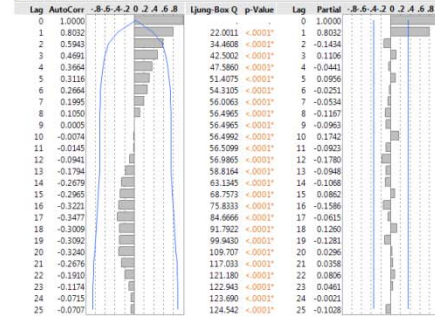 Lag AutoCorr -.8-.6-.4-.2 0 .2 .4 .6 .8 Ljung-Box Q p-Value Lag Partial -.8-.6-.4-.2 0 .2 .4 .6 .8
0 1.0000 . . 0 1.0000
1 0.8032 22.0011 <.0001* 1 0.8032
2 0.5943 34.4608 <.0001* 2 -0.1434
3 0.4691 42.5002 <.0001* 3 0.1106
4 0.3664 47.5860 <.0001* 4 -0.0441
5 0.3116 51.4075 <.0001* 5 0.0956
6 0.2664 54.3105 <.0001* 6 -0.0251
7 0.1995 56.0063 <.0001* 7 -0.0534
8 0.1050 56.4965 <.0001* 8 -0.1167
9 0.0005 56.4965 <.0001* 9 -0.0963
10 -0.0074 56.4992 <.0001* 10 0.1742
11 -0.0145 56.5099 <.0001* 11 -0.0923
12 -0.0941 56.9865 <.0001* 12 -0.1780
13 -0.1794 58.8164 <.0001* 13 -0.0948
14 -0.2679 63.1345 <.0001* 14 -0.1068
15 -0.2965 68.7573 <.0001* 15 0.0862
16 -0.3221 75.8333 <.0001* 16 -0.1586
17 -0.3477 84.6666 <.0001* 17 -0.0615
18 -0.3009 91.7922 <.0001* 18 0.1260
19 -0.3092 99.9430 <.0001* 19 -0.1281
20 -0.3240 109.707 <.0001* 20 0.0296
21 -0.2676 117.033 <.0001* 21 0.0358
22 -0.1910 121.180 <.0001* 22 0.0806
23 -0.1174 122.943 <.0001* 23 0.0461
24 -0.0715 123.690 <.0001* 24 -0.0021
25 -0.0707 124.542 <.0001* 25 -0.1028